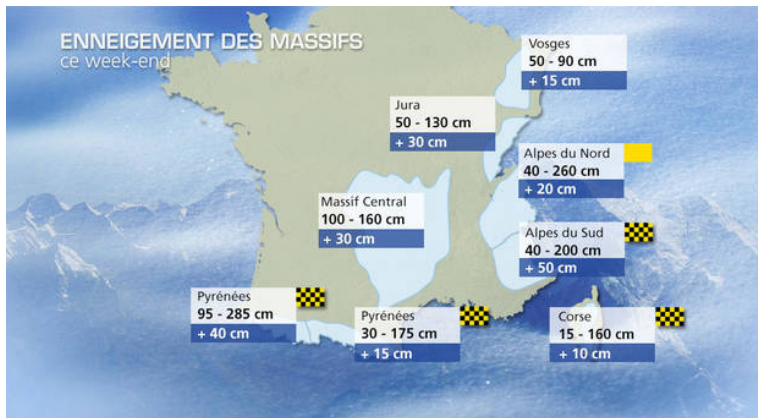 ENNEIGEMENT DES MASSIFS
ce week-end
Vosges
50 - 90 cm
+ 15 cm
Jura
50 - 130 cm
+ 30 cm
Alpes du Nord
40 - 260 cm
+ 20 cm
Massif Central
100 - 160 cm
+ 30 cm
Alpes du Sud
40 - 200 cm
+ 50 cm
Pyrénées
95 - 285 cm
+ 40 cm
Pyrénées
30 - 175 cm
+ 15 cm
Corse
15 - 160 cm
+ 10 cm